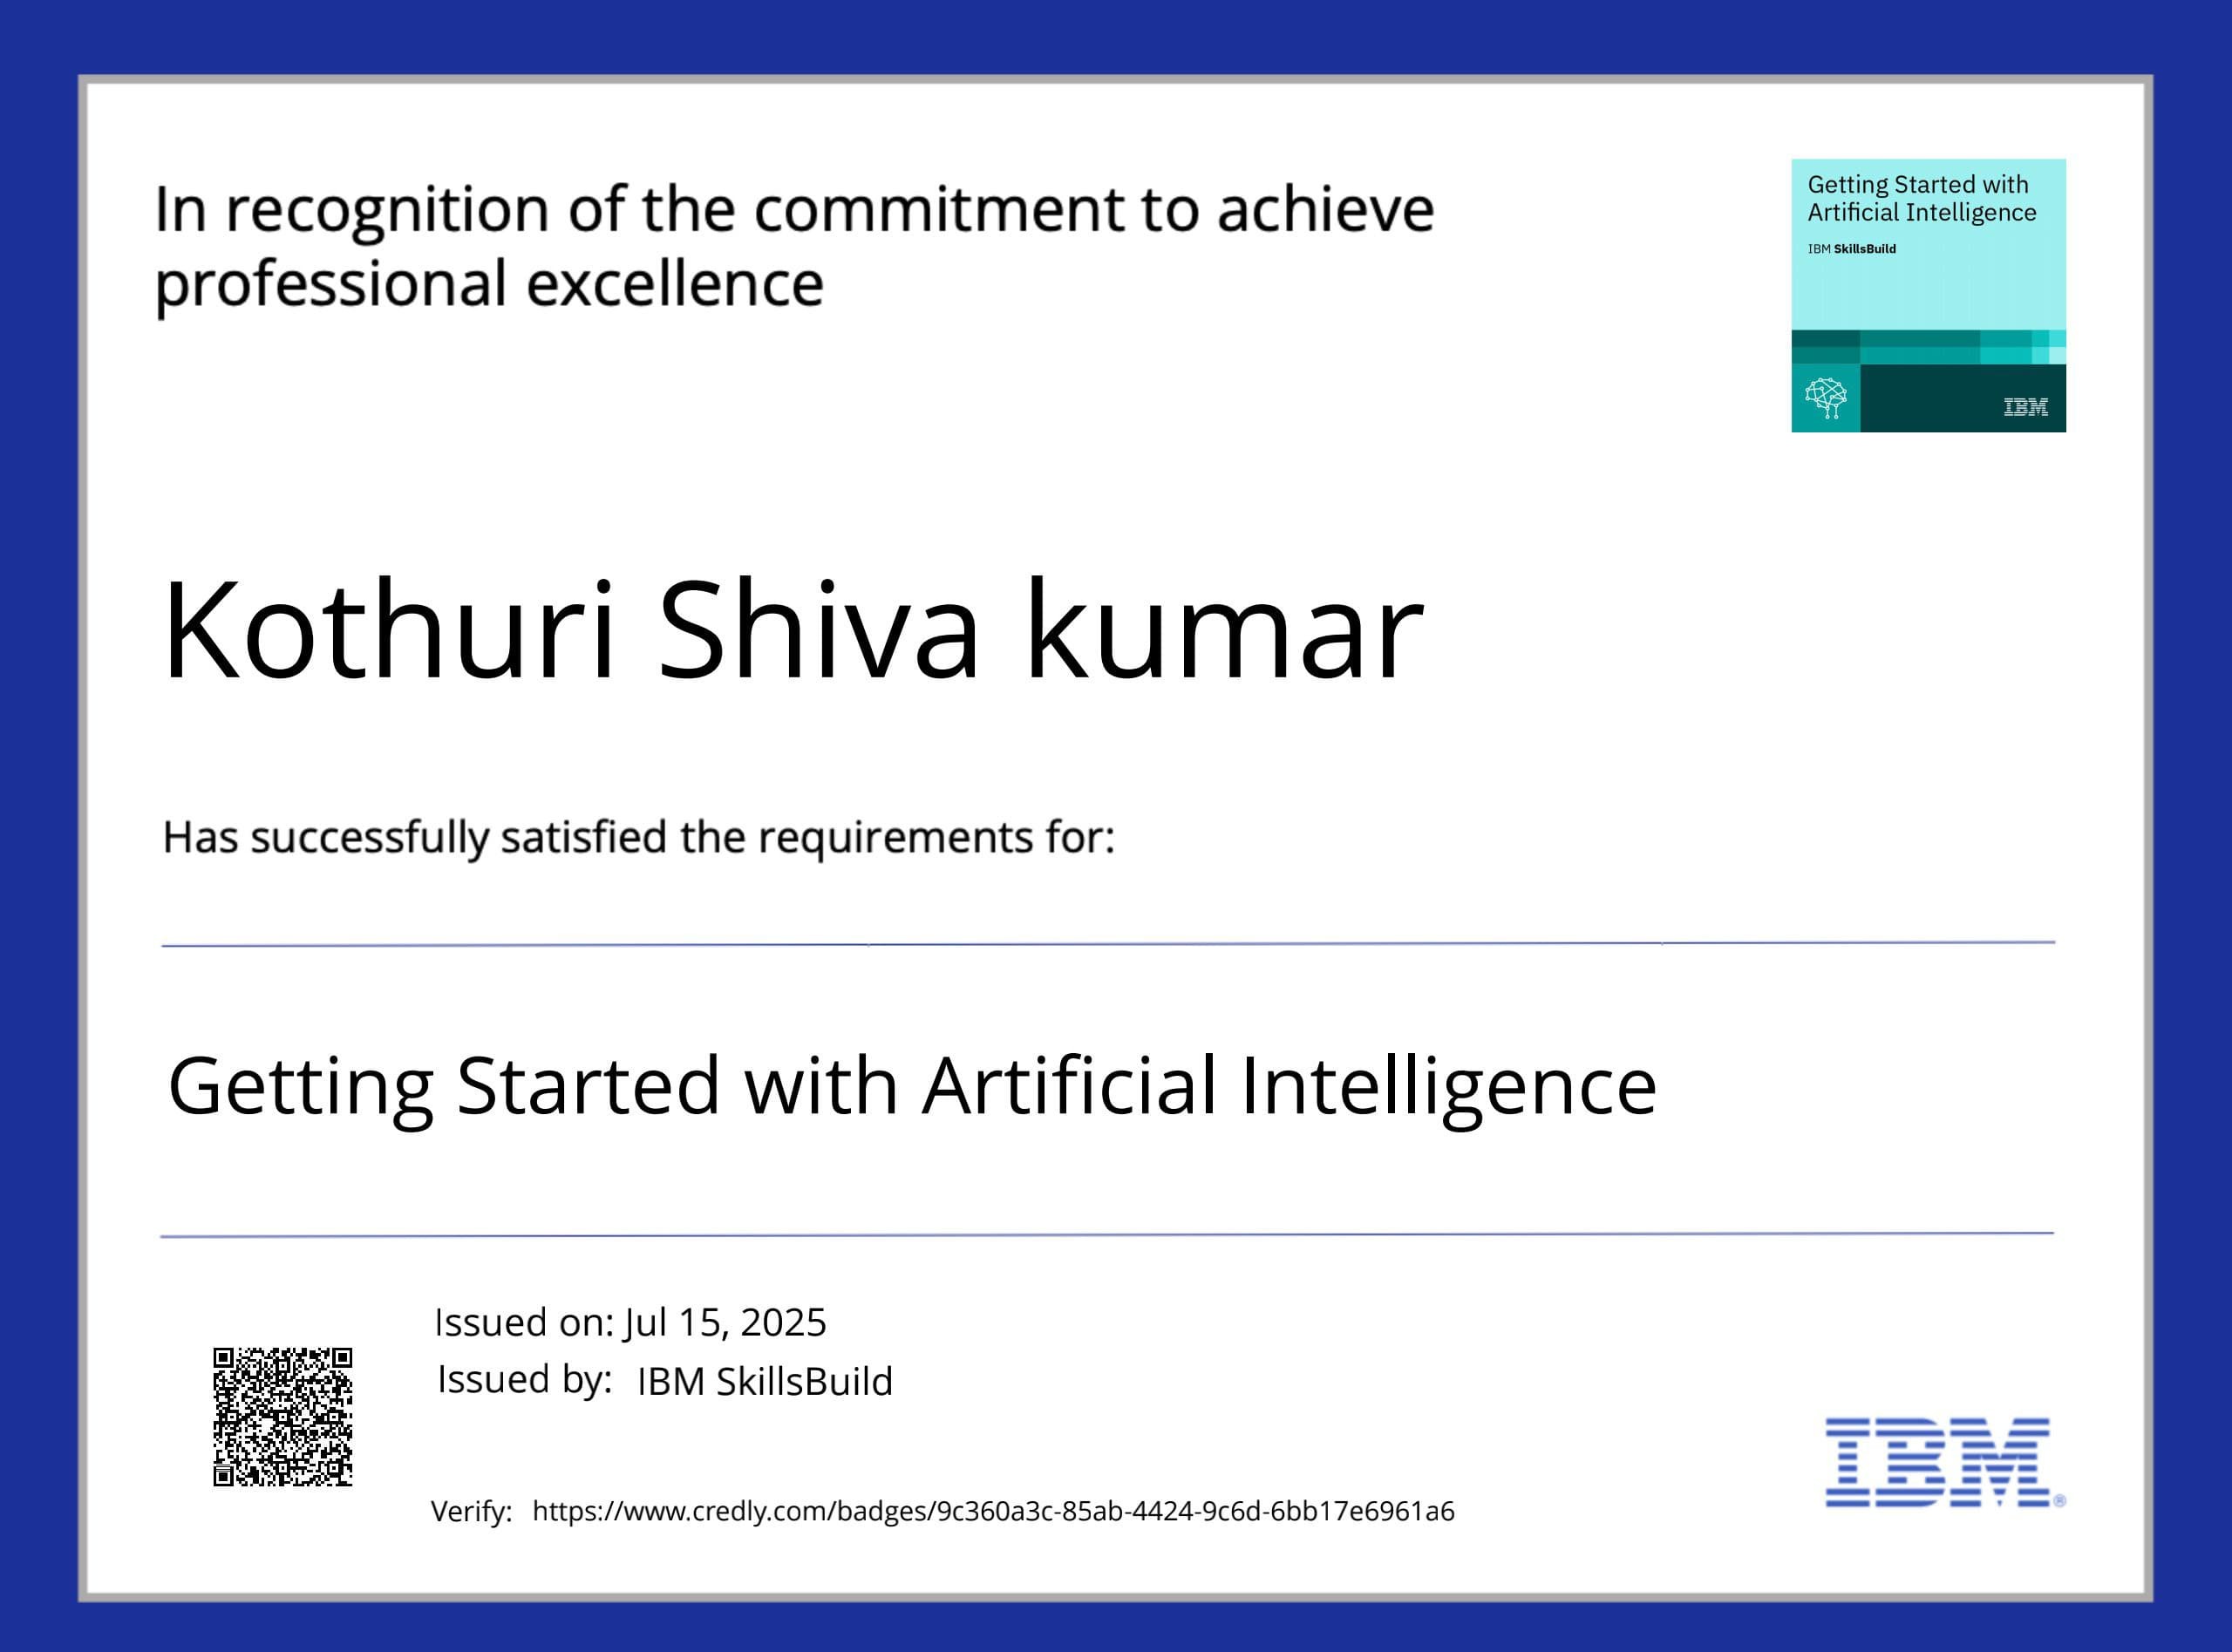 In recognition of the commitment to achieve
professional excellence
Getting Started with
Artificial Intelligence
IBM SkillsBuild
IBM
Kothuri Shiva kumar
Has successfully satisfied the requirements for:
Getting Started with Artificial Intelligence
Issued on: Jul 15, 2025
Issued by: IBM SkillsBuild
Verify: https://www.credly.com/badges/9c360a3c-85ab-4424-9c6d-6bb17e6961a6
IBM®